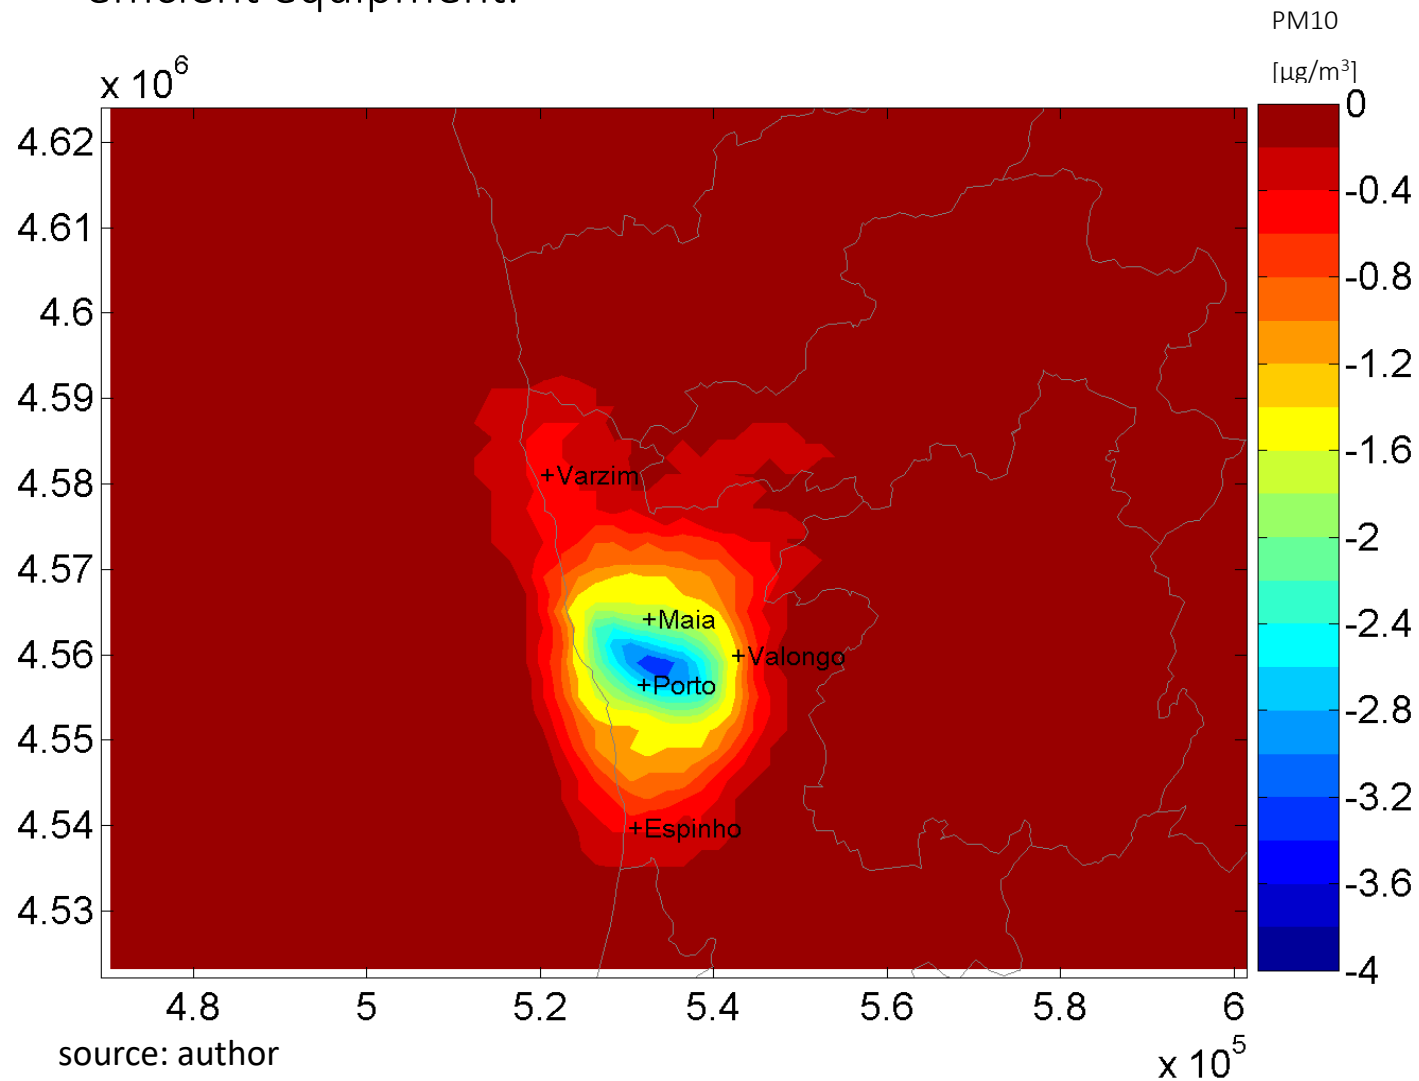 efficient equipment.
PM10
[µg/m³]
x 10⁶
4.62
4.61
4.6
4.59
4.58
4.57
4.56
4.55
4.54
4.53
+Varzim
+Maia
+Valongo
+Porto
+Espinho
0
-0.4
-0.8
-1.2
-1.6
-2
-2.4
-2.8
-3.2
-3.6
-4
4.8 5 5.2 5.4 5.6 5.8 6
x 10⁵
source: author